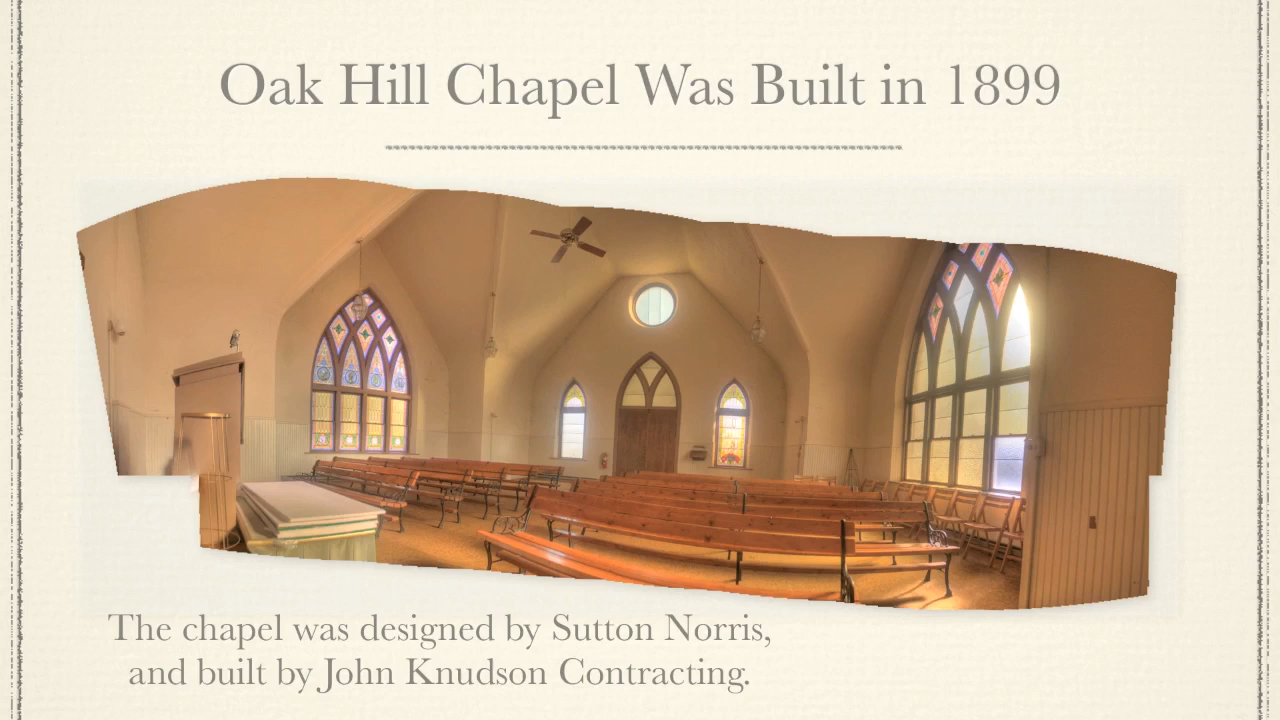 Oak Hill Chapel Was Built in 1899
The chapel was designed by Sutton Norris,
and built by John Knudson Contracting.